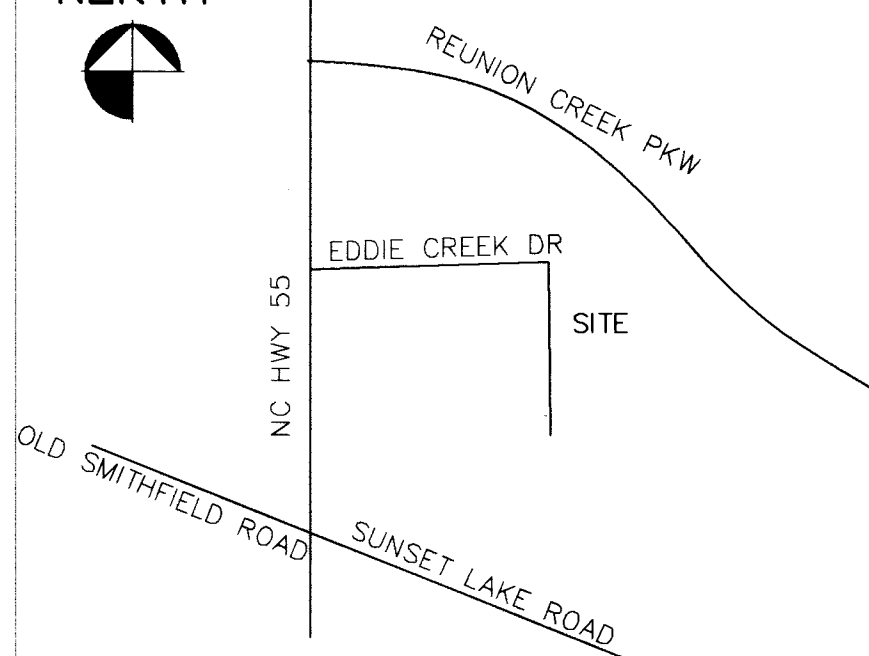 NORTH
REUNION CREEK PKW
EDDIE CREEK DR
NC HWY 55
SITE
OLD SMITHFIELD ROAD
SUNSET LAKE ROAD